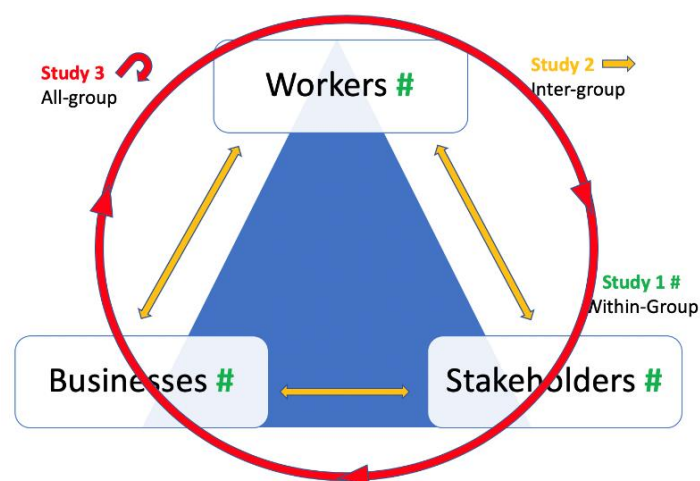 Study 3
All-group
Workers #
Study 2
Inter-group
Study 1 #
Within-Group
Businesses #
Stakeholders #